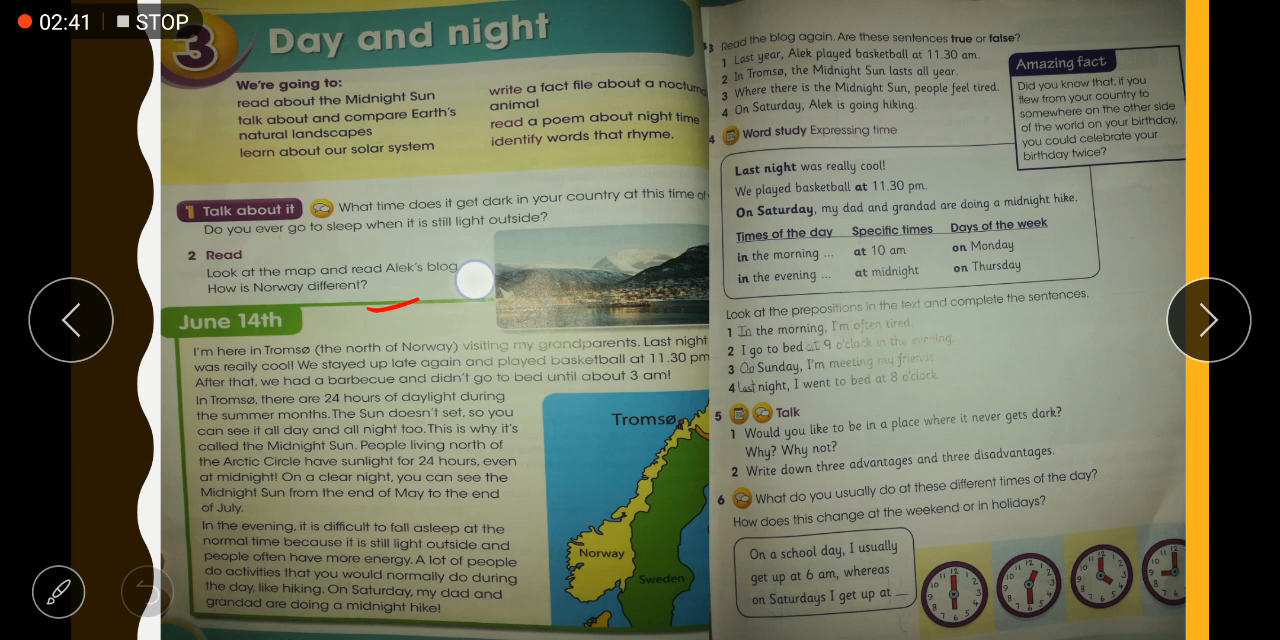 02:41 STOP
3 Day and night
We're going to:
read about the Midnight Sun
talk about and compare Earth's
natural landscapes
learn about our solar system
write a fact file about a
animal
read a poem about night time
identify words that rhyme.
1 Talk about it What time does it get dark in your country at this time of
Do you ever go to sleep when it is still light outside?
2 Read
Look at the map and read Alek's blog
How is Norway different?
June 14th
I'm here in Tromsø (the north of Norway) visiting my grandparents. Last night
was really cool! We stayed up late again and played basketball at 11.30 pm
After that, we had a barbecue and didn't go to bed until about 3 am!
In Tromsø, there are 24 hours of daylight during
the summer months. The Sun doesn't set, so you
can see it all day and all night too. This is why it's
called the Midnight Sun. People living north of
the Arctic Circle have sunlight for 24 hours, even
at midnight! On a clear night, you can see the
Midnight Sun from the end of May to the end
of July.
In the evening, it is difficult to fall asleep at the
normal time because it is still light outside and
people often have more energy. A lot of people
do activities that you would normally do during
the day, like hiking. On Saturday, my dad and
grandad are doing a midnight hike!
Tromsø
Norway
Sweden
3 Read the blog again. Are these sentences true or false?
1 Last year, Alek played basketball at 11.30 am.
2 In Tromsø, the Midnight Sun lasts all year.
3 Where there is the Midnight Sun, people feel tired.
4 On Saturday, Alek is going hiking.
Amazing fact
Did you know that, if you
flew from your country to
somewhere on the other side
of the world on your birthday,
you could celebrate your
birthday twice?
4 Word study Expressing time
Last night was really cool!
We played basketball at 11.30 pm.
On Saturday, my dad and grandad are doing a midnight hike.
Times of the day Specific times Days of the week
in the morning ... at 10 am on Monday
in the evening ... at midnight on Thursday
Look at the prepositions in the text and complete the sentences.
1 In the morning, I'm often tired.
2 I go to bed at 9 o'clock in the evening.
3 On Sunday, I'm meeting my friends.
4 Last night, I went to bed at 8 o'clock.
5 Talk
1 Would you like to be in a place where it never gets dark?
Why? Why not?
2 Write down three advantages and three disadvantages.
6 What do you usually do at these different times of the day?
How does this change at the weekend or in holidays?
On a school day, I usually
get up at 6 am, whereas
on Saturdays I get up at __